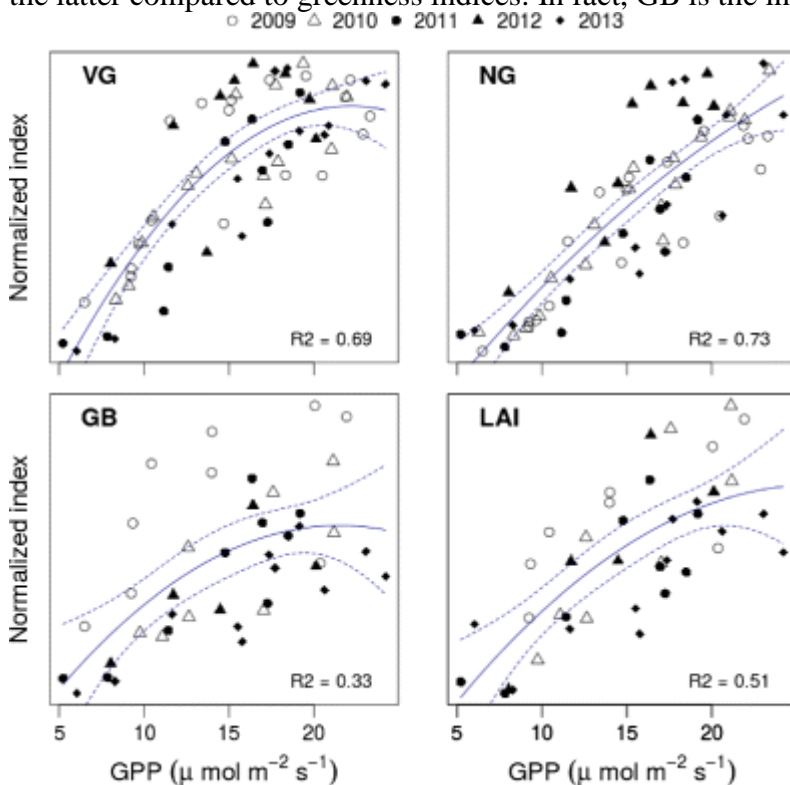 the latter compared to greenness indices. In fact, GB is the
○ 2009 △ 2010 ● 2011 ▲ 2012 ◆ 2013
VG
NG
Normalized index
R2 = 0.69
R2 = 0.73
GB
LAI
Normalized index
R2 = 0.33
R2 = 0.51
5 10 15 20
5 10 15 20
GPP (μ mol m⁻² s⁻¹)
GPP (μ mol m⁻² s⁻¹)